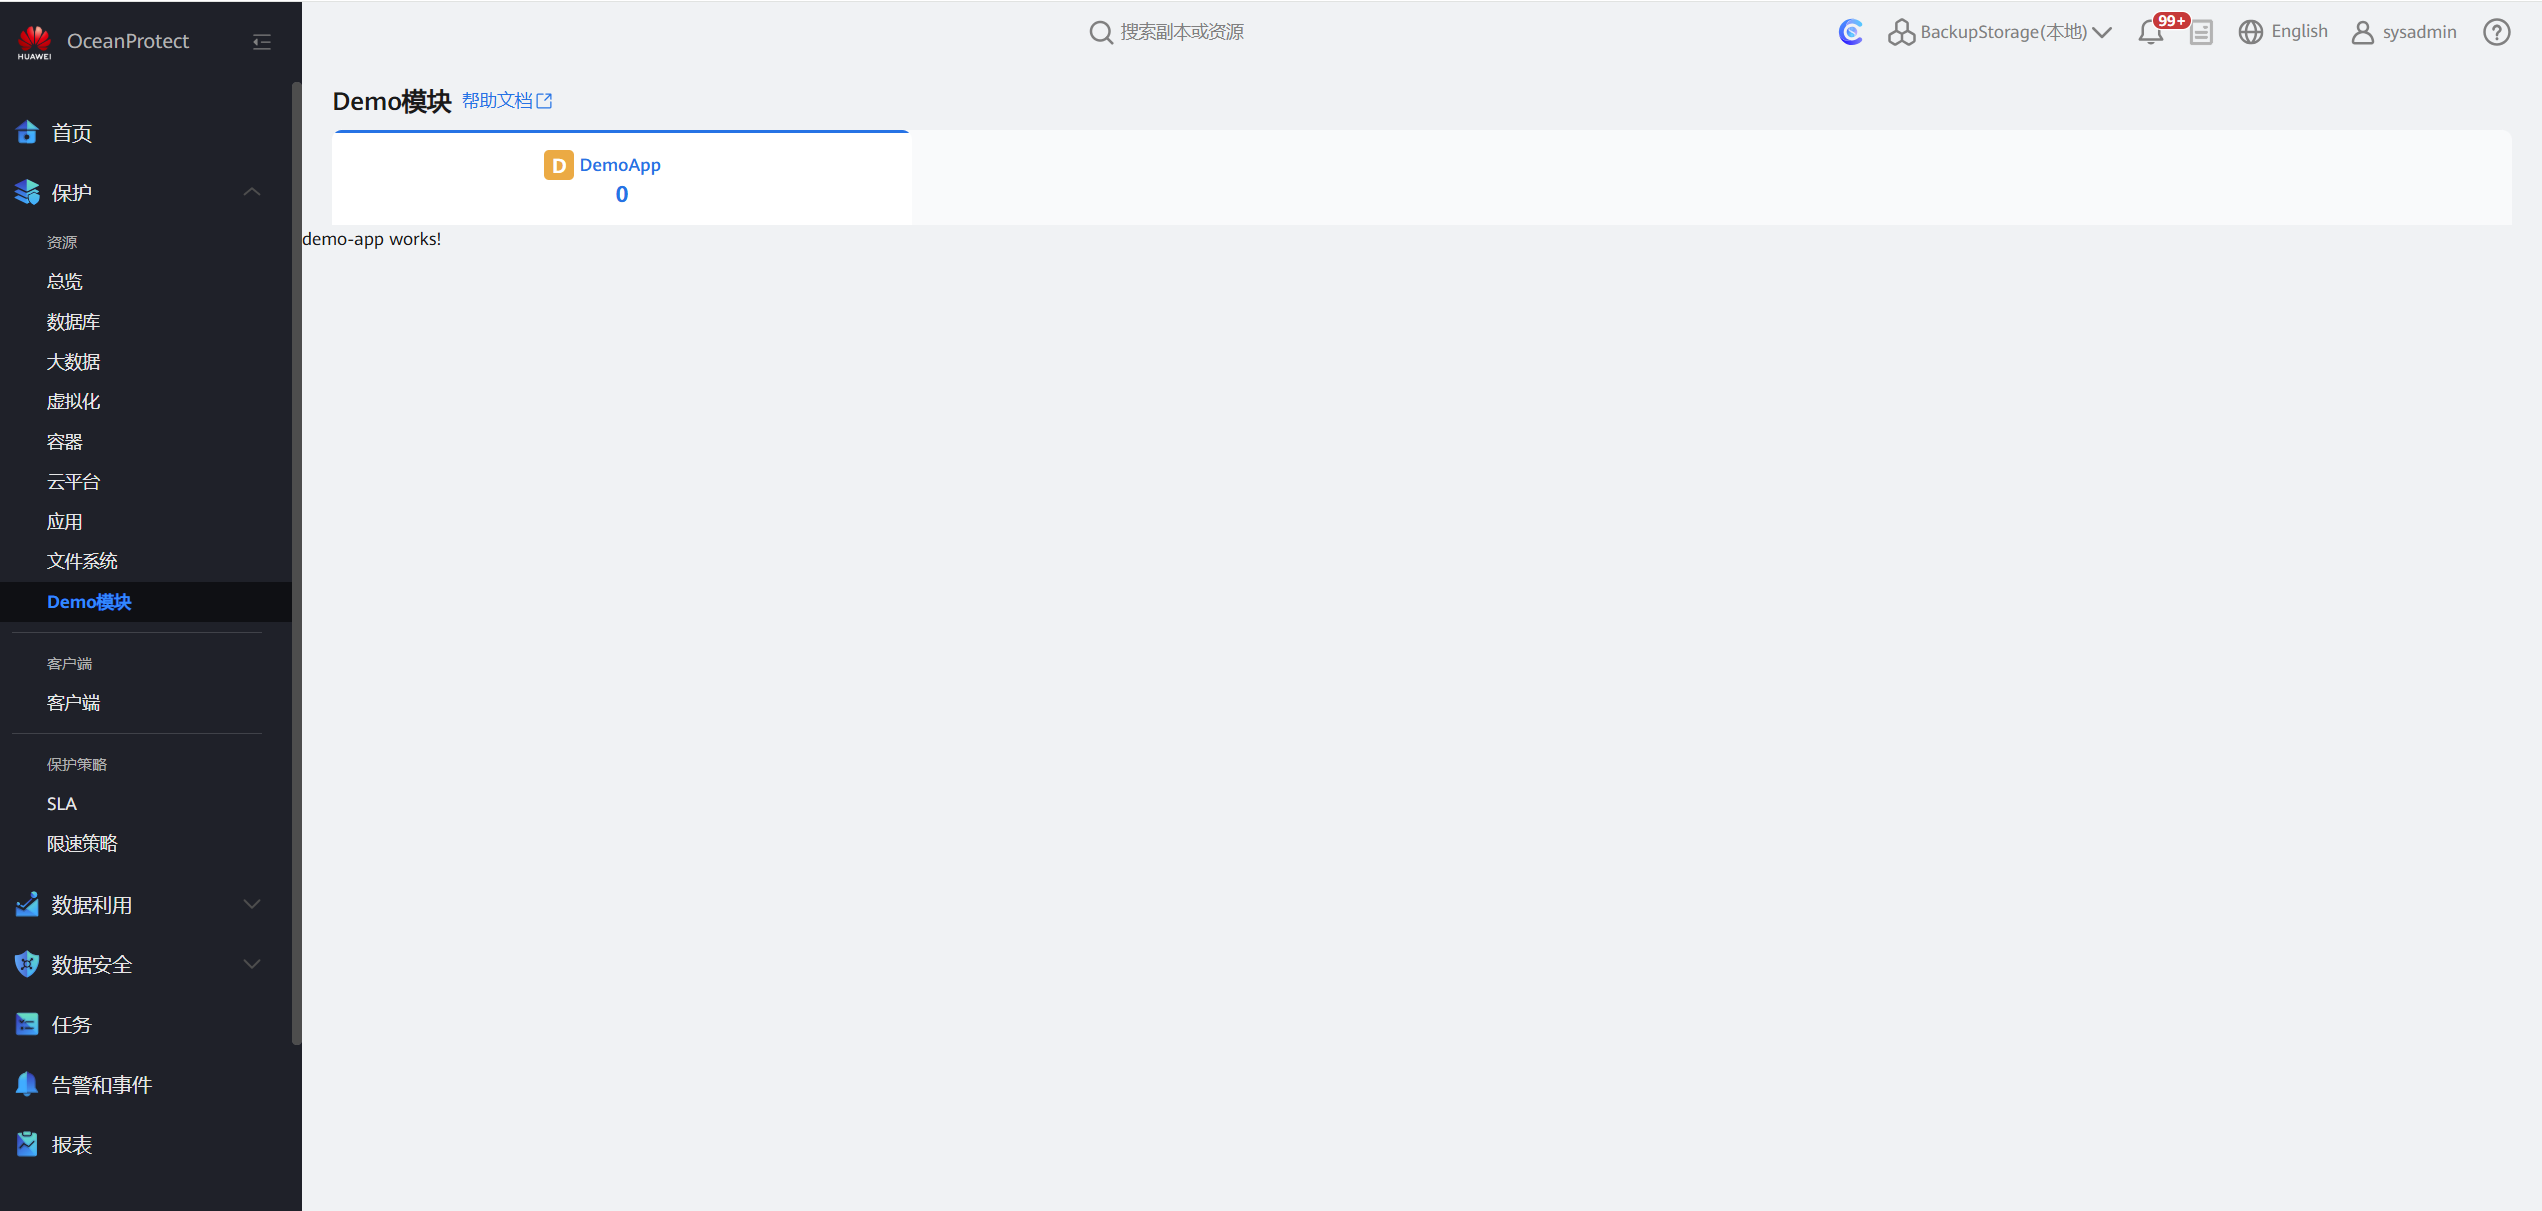 HUAWEI
OceanProtect
搜索副本或资源
BackupStorage(本地)
99+
English
sysadmin
首页
保护
资源
总览
数据库
大数据
虚拟化
容器
云平台
应用
文件系统
Demo模块
客户端
客户端
保护策略
SLA
限速策略
数据利用
数据安全
任务
告警和事件
报表
Demo模块 帮助文档
D DemoApp
0
demo-app works!